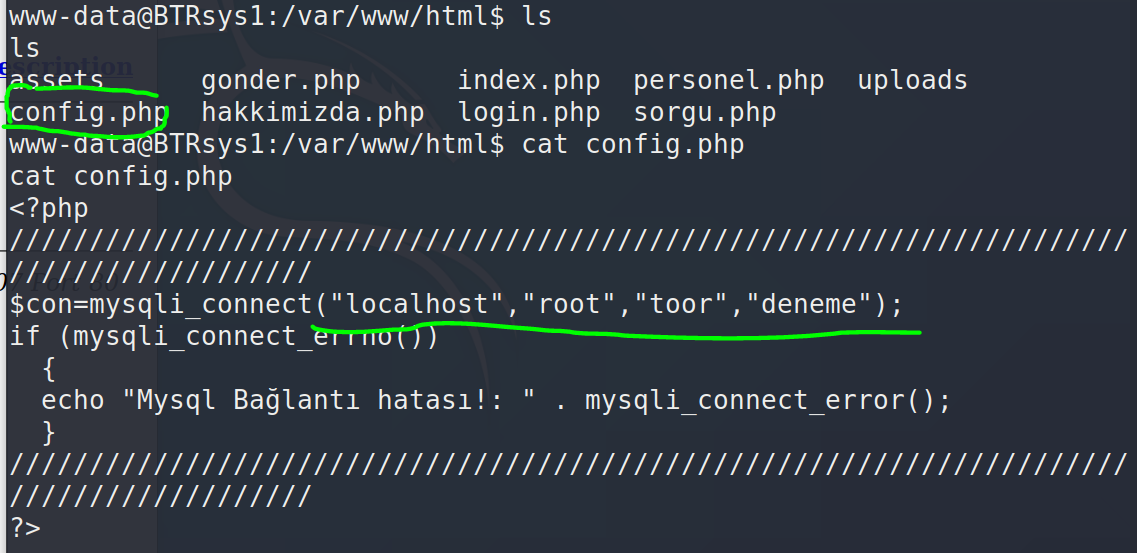 www-data@BTRsys1:/var/www/html$ ls
ls
escription
assets      gonder.php      index.php  personel.php  uploads
config.php  hakkimizda.php  login.php  sorgu.php
www-data@BTRsys1:/var/www/html$ cat config.php
cat config.php
<?php
//////////////////////////////////////////////////////////////////////
///////////////////
$con=mysqli_connect("localhost","root","toor","deneme");
if (mysqli_connect_errno())
  {
  echo "Mysql Bağlantı hatası!: " . mysqli_connect_error();
  }
//////////////////////////////////////////////////////////////////////
///////////////////
?>